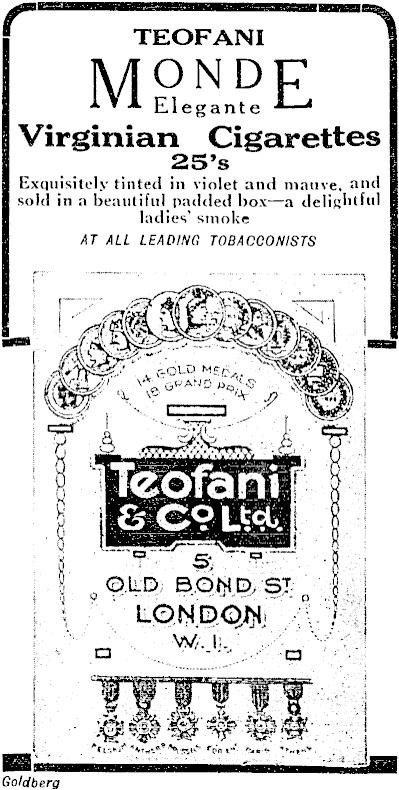 TEOFANI
MONDE
Elegante
Virginian Cigarettes
25's
Exquisitely tinted in violet and mauve, and
sold in a beautiful padded box—a delightful
ladies' smoke
AT ALL LEADING TOBACCONISTS
14 GOLD MEDALS
18 GRAND PRIX
Teofani
& Co Ltd.
5
OLD BOND ST
LONDON
W.1.
PARIS ATHENS
Goldberg